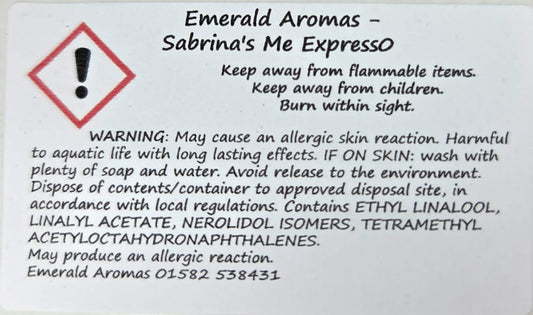 Emerald Aromas –
Sabrina's Me ExpressO
Keep away from flammable items.
Keep away from children.
Burn within sight.
WARNING: May cause an allergic skin reaction. Harmful
to aquatic life with long lasting effects. IF ON SKIN: wash with
plenty of soap and water. Avoid release to the environment.
Dispose of contents/container to approved disposal site, in
accordance with local regulations. Contains ETHYL LINALOOL,
LINALYL ACETATE, NEROLIDOL ISOMERS, TETRAMETHYL
ACETYLOCTAHYDRONAPHTHALENES.
May produce an allergic reaction.
Emerald Aromas 01582 538431